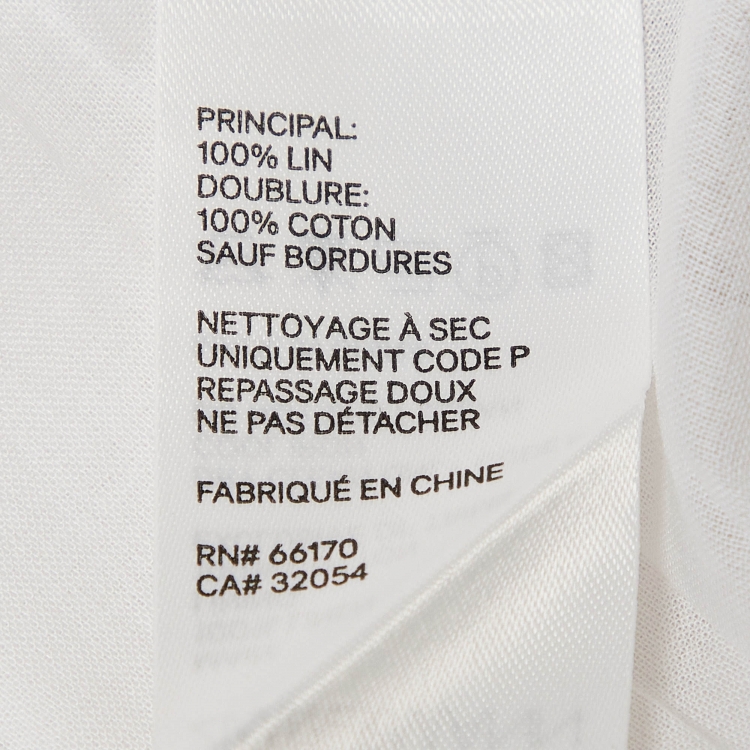 PRINCIPAL:
100% LIN
DOUBLURE:
100% COTON
SAUF BORDURES
NETTOYAGE À SEC
UNIQUEMENT CODE P
REPASSAGE DOUX
NE PAS DÉTACHER
FABRIQUÉ EN CHINE
RN# 66170
CA# 32054